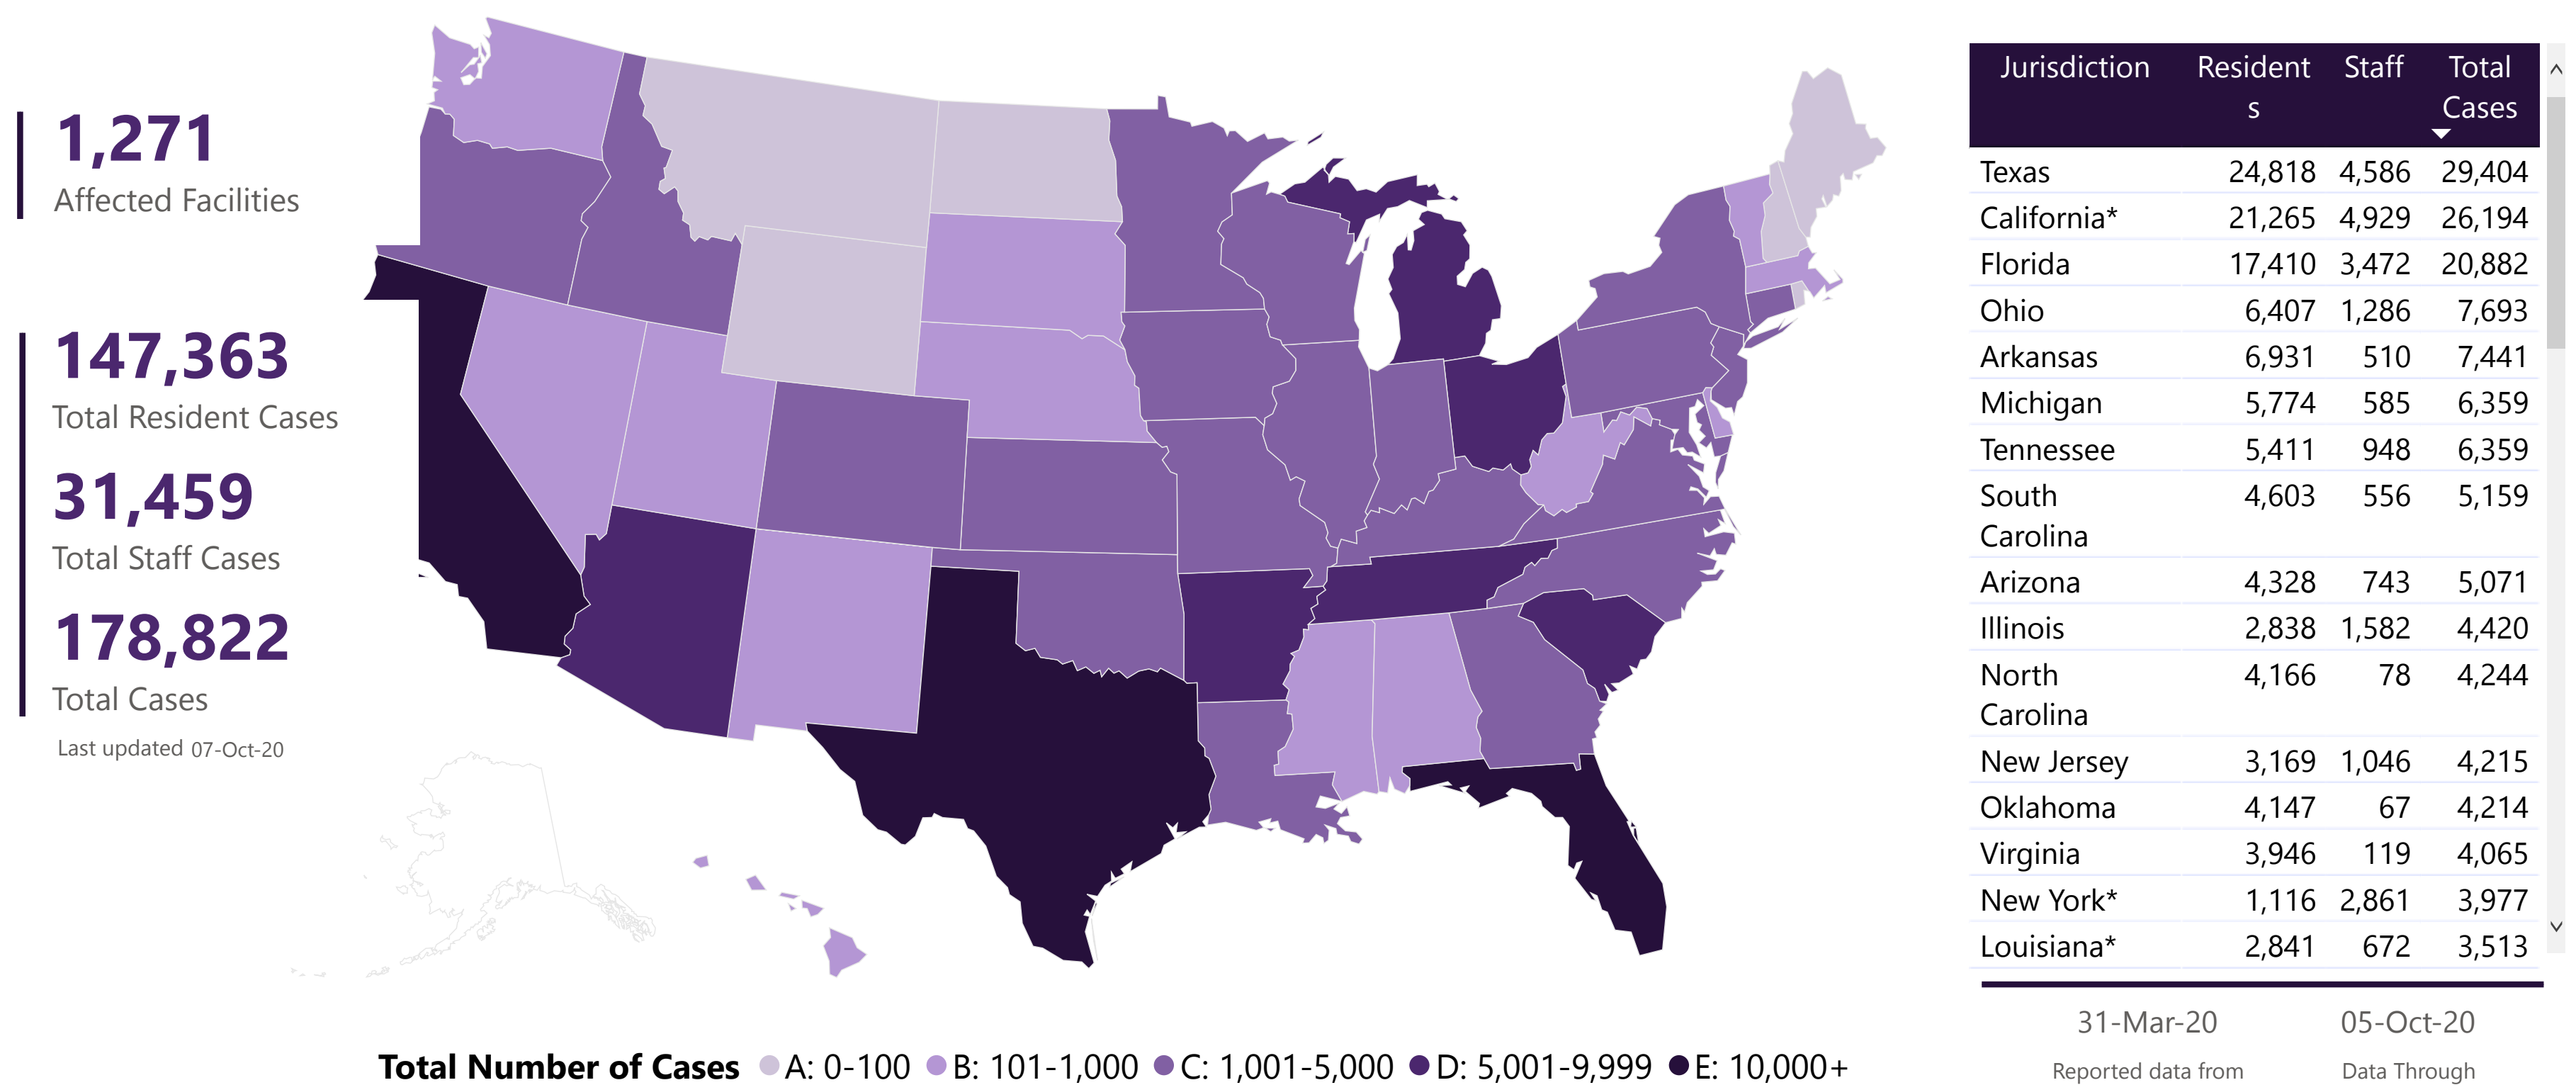 1,271
Affected Facilities
147,363
Total Resident Cases
31,459
Total Staff Cases
178,822
Total Cases
Last updated 07-Oct-20
Total Number of Cases A: 0-100 B: 101-1,000 C: 1,001-5,000 D: 5,001-9,999 E: 10,000+
Jurisdiction Resident Staff Total
s Cases
Texas 24,818 4,586 29,404
California* 21,265 4,929 26,194
Florida 17,410 3,472 20,882
Ohio 6,407 1,286 7,693
Arkansas 6,931 510 7,441
Michigan 5,774 585 6,359
Tennessee 5,411 948 6,359
South 4,603 556 5,159
Carolina
Arizona 4,328 743 5,071
Illinois 2,838 1,582 4,420
North 4,166 78 4,244
Carolina
New Jersey 3,169 1,046 4,215
Oklahoma 4,147 67 4,214
Virginia 3,946 119 4,065
New York* 1,116 2,861 3,977
Louisiana* 2,841 672 3,513
31-Mar-20 05-Oct-20
Reported data from Data Through